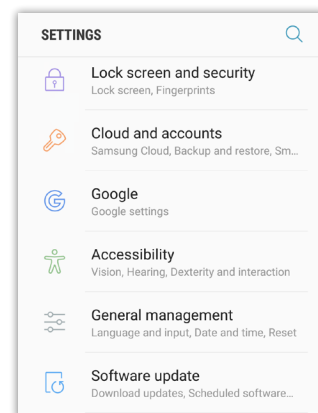 SETTINGS
Lock screen and security
Lock screen, Fingerprints
Cloud and accounts
Samsung Cloud, Backup and restore, Sm...
Google
Google settings
Accessibility
Vision, Hearing, Dexterity and interaction
General management
Language and input, Date and time, Reset
Software update
Download updates, Scheduled software...